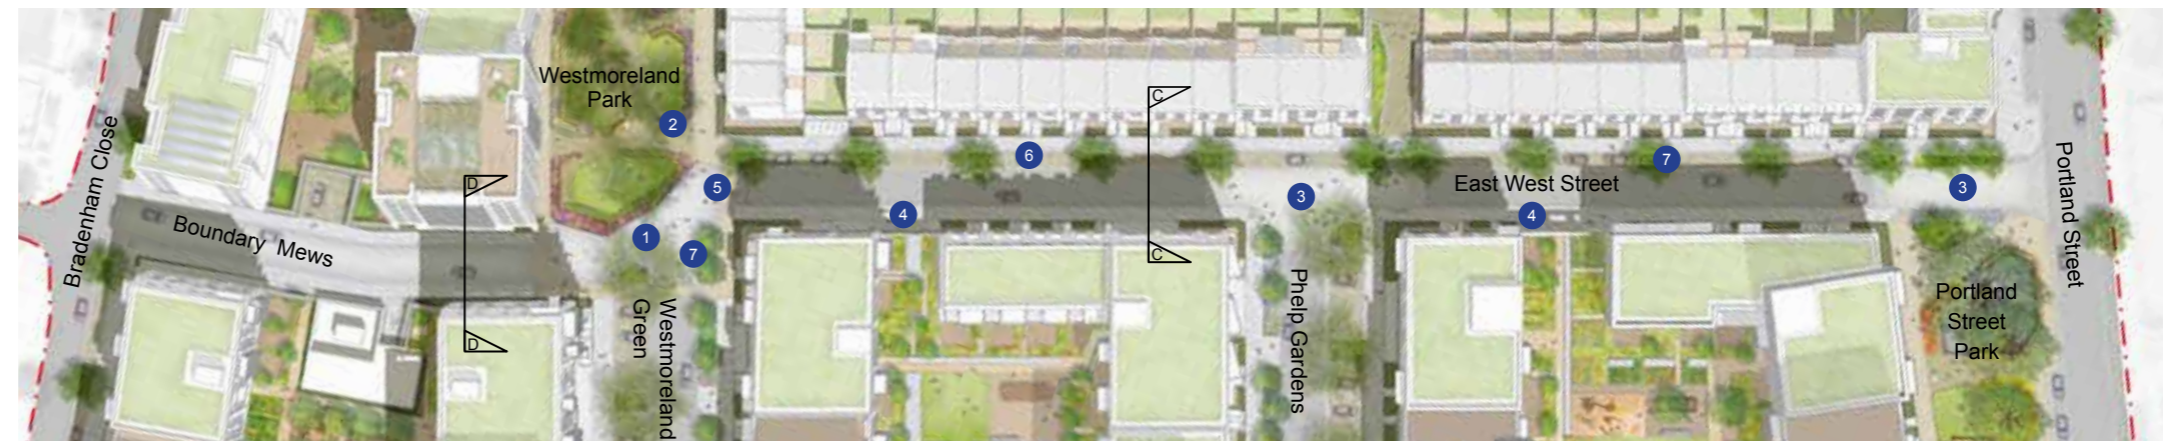 Westmoreland
Park
Bradenham Close
Boundary Mews
D
D
2
1
5
7
Westmoreland
Green
4
6
C
C
3
Phelp Gardens
East West Street
4
7
3
Portland
Street
Park
Portland Street